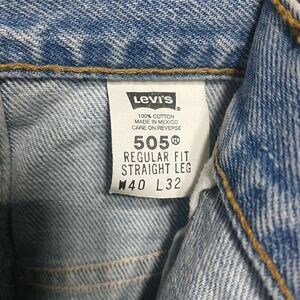 LEVI'S
100% COTTON
MADE IN MEXICO
CARE ON REVERSE
505®
REGULAR FIT
STRAIGHT LEG
W40 L32